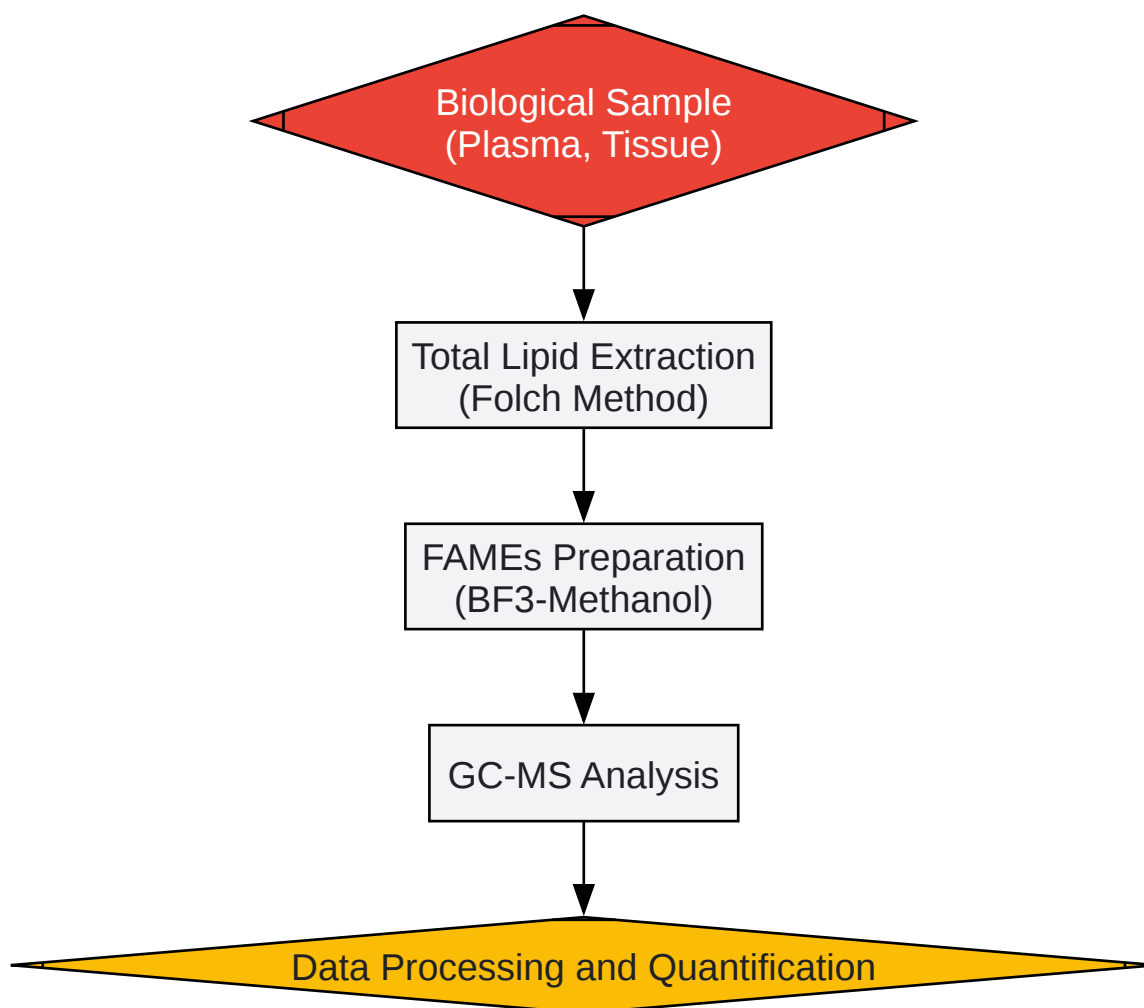 Biological Sample
(Plasma, Tissue)
Total Lipid Extraction
(Folch Method)
FAMEs Preparation
(BF3-Methanol)
GC-MS Analysis
Data Processing and Quantification